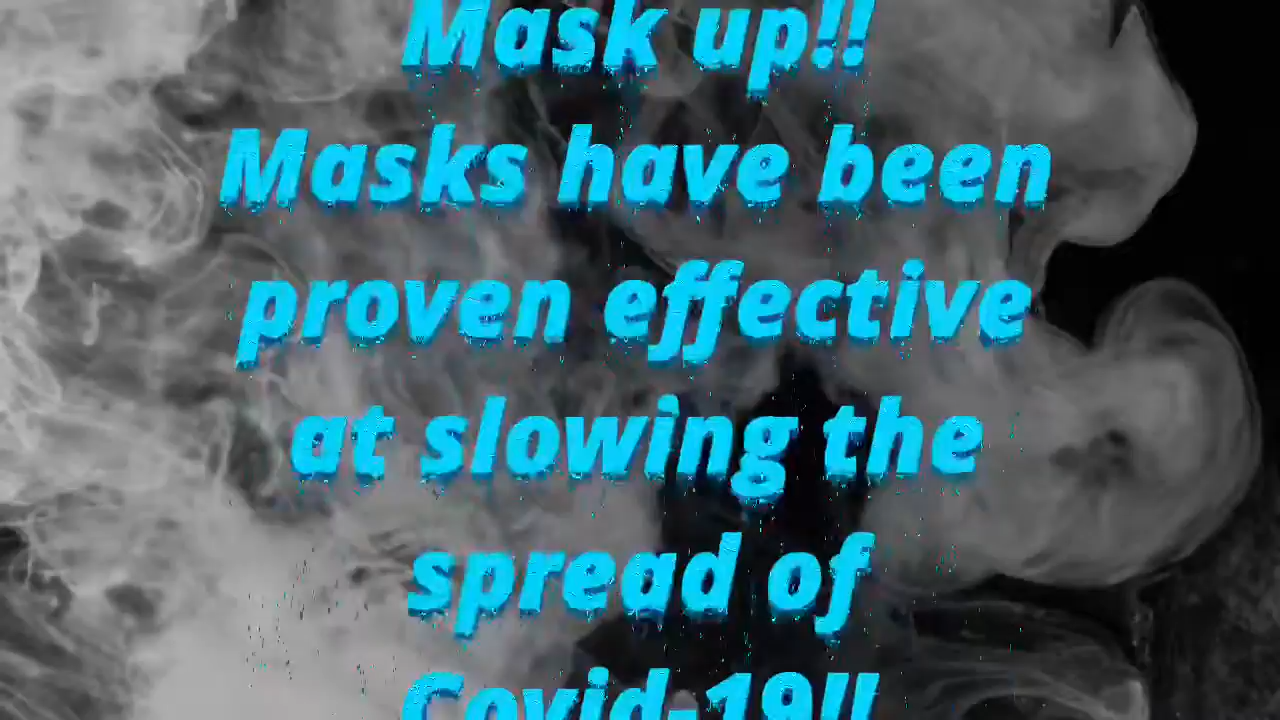 Mask up!!
Masks have been
proven effective
at slowing the
spread of
Covid-19!!